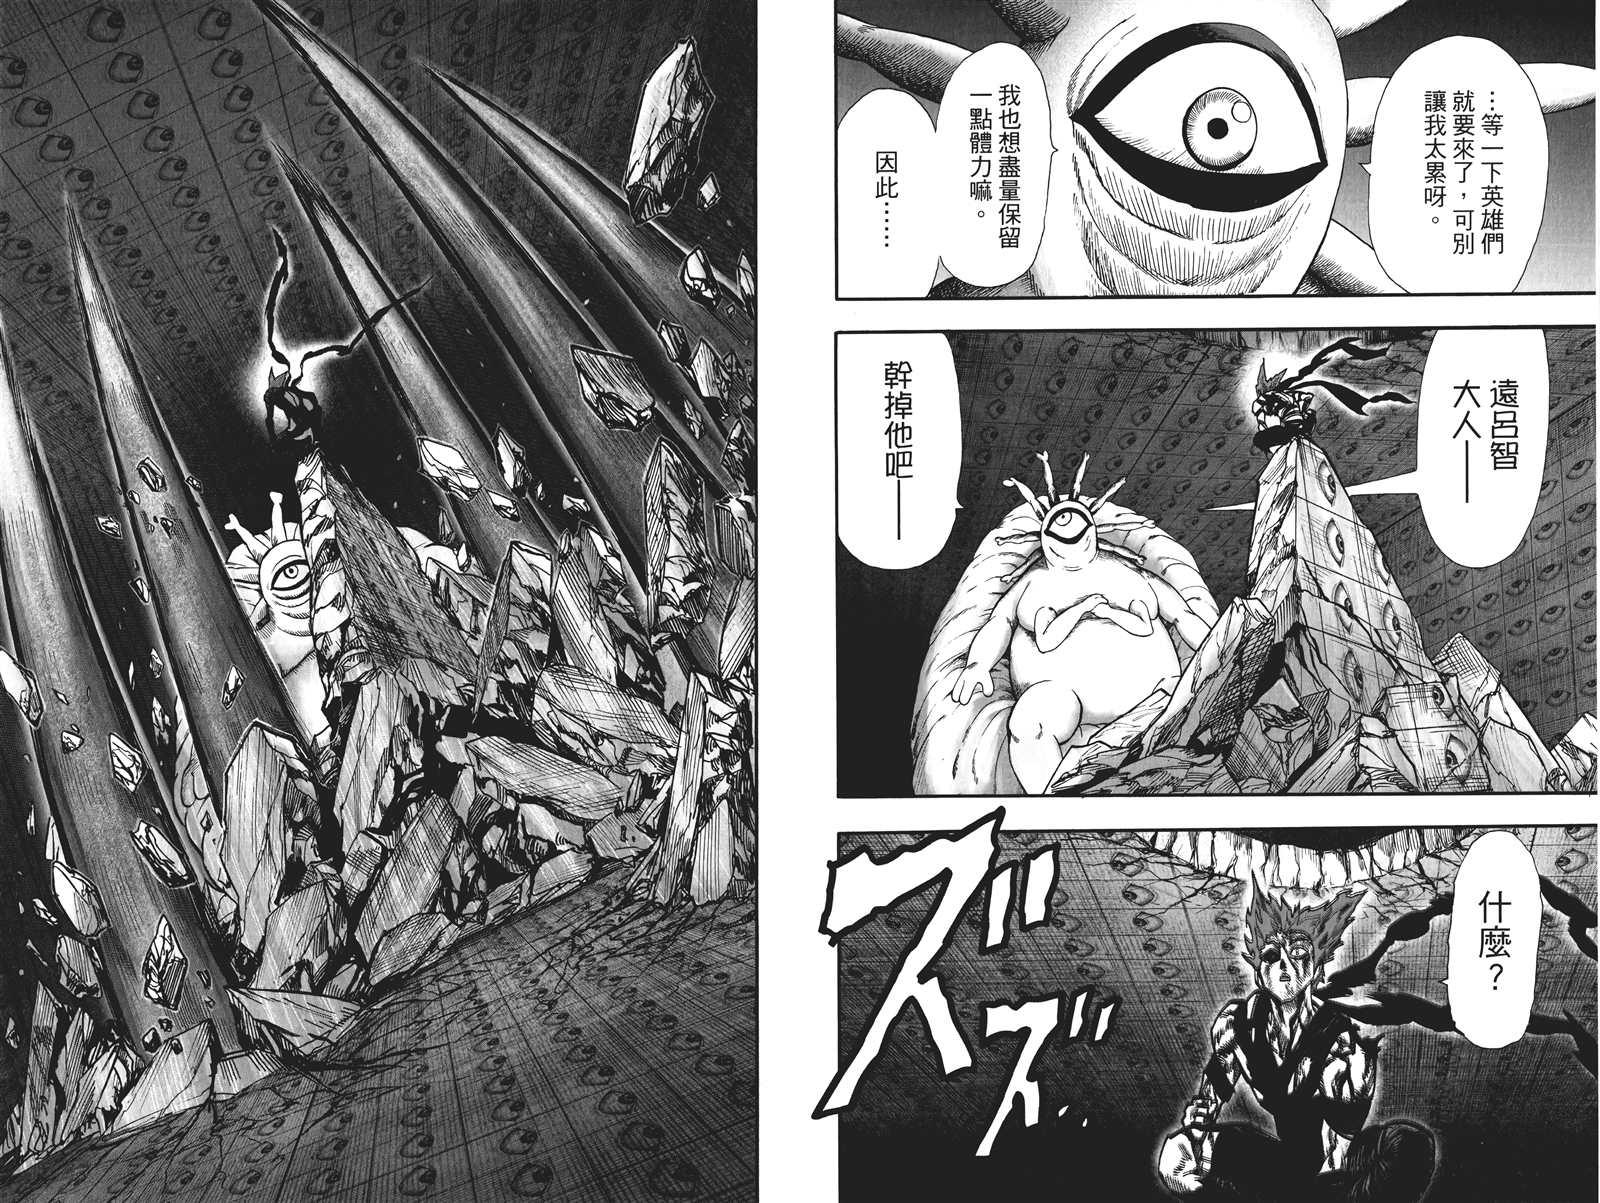 …等一下英雄們
就要來了，可別
讓我太累呀。
我也想盡量保留
一點體力嘛。
因此……
遠呂智
大人——
幹掉他吧——
什麼？
ズズ